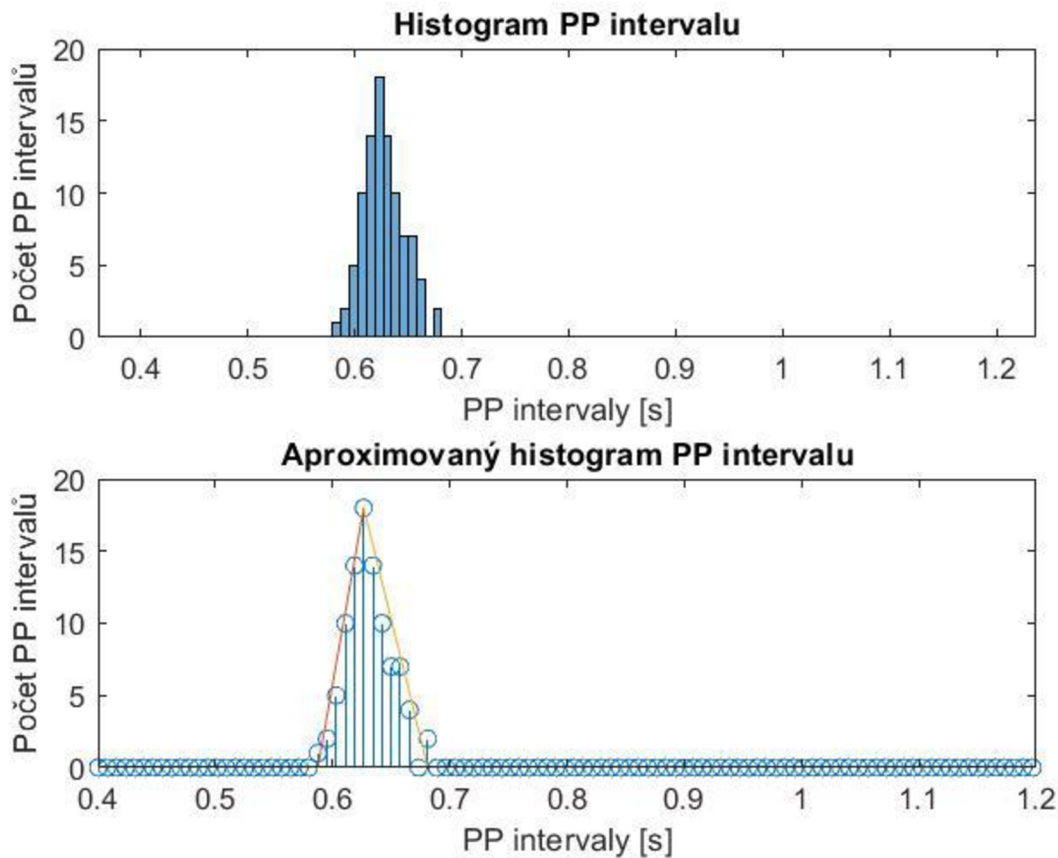 Histogram PP intervalu
20
15
10
5
0
Počet PP intervalů
0.4 0.5 0.6 0.7 0.8 0.9 1 1.1 1.2
PP intervaly [s]
Aproximovaný histogram PP intervalu
20
15
10
5
0
Počet PP intervalů
0.4 0.5 0.6 0.7 0.8 0.9 1 1.1 1.2
PP intervaly [s]